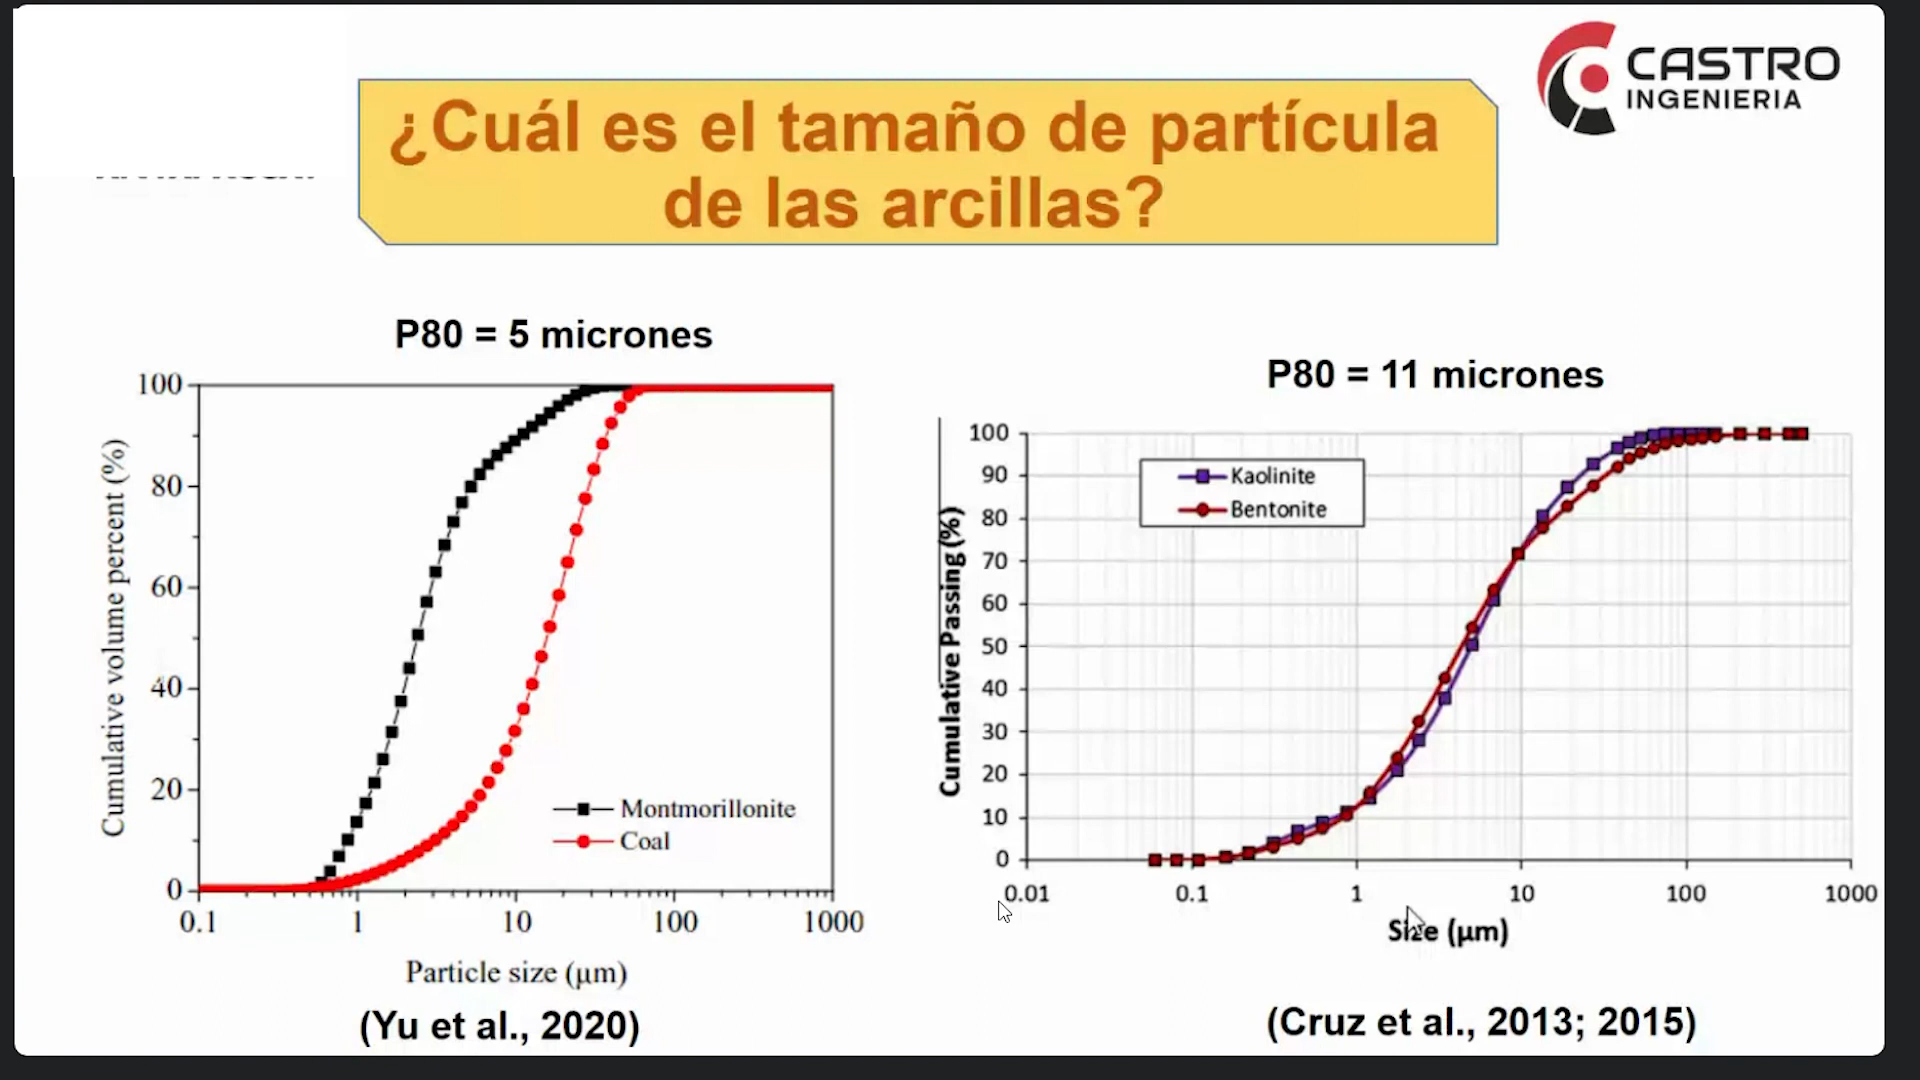 CASTRO
INGENIERIA
¿Cuál es el tamaño de partícula
de las arcillas?
P80 = 5 micrones
100
80
60
40
20
0
0.1
1
10
100
1000
Cumulative volume percent (%)
Montmorillonite
Coal
Particle size (μm)
(Yu et al., 2020)
P80 = 11 micrones
100
90
80
70
60
50
40
30
20
10
0
0.01
0.1
1
10
100
1000
Cumulative Passing (%)
Kaolinite
Bentonite
Size (μm)
(Cruz et al., 2013; 2015)